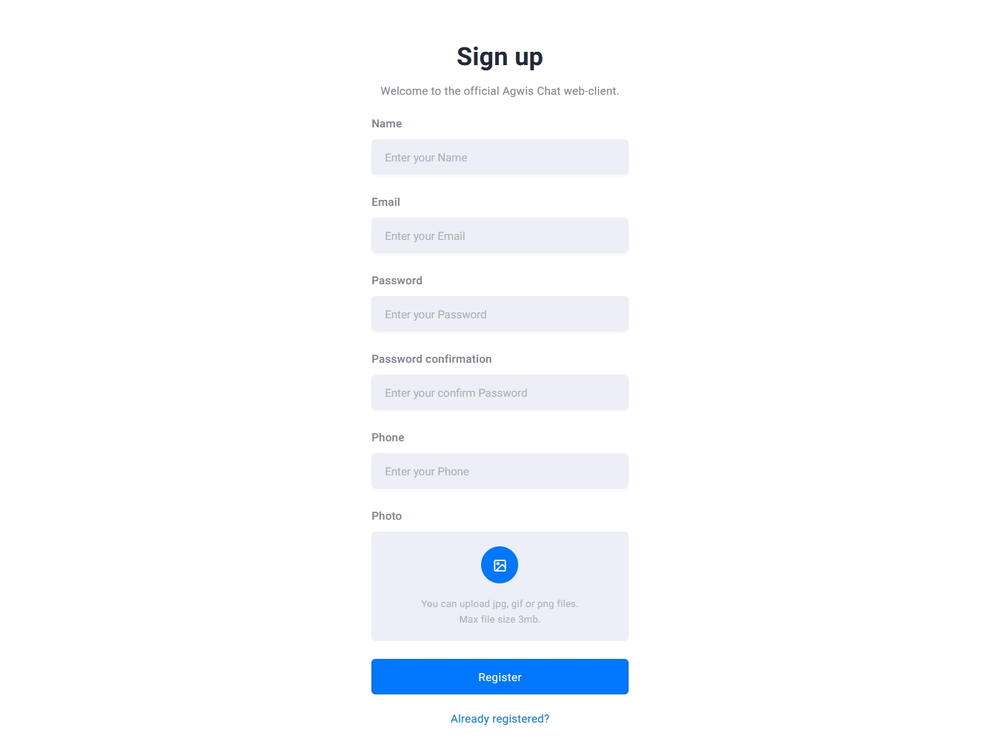 Sign up
Welcome to the official Agwis Chat web-client.
Name
Enter your Name
Email
Enter your Email
Password
Enter your Password
Password confirmation
Enter your confirm Password
Phone
Enter your Phone
Photo
You can upload jpg, gif or png files.
Max file size 3mb.
Register
Already registered?